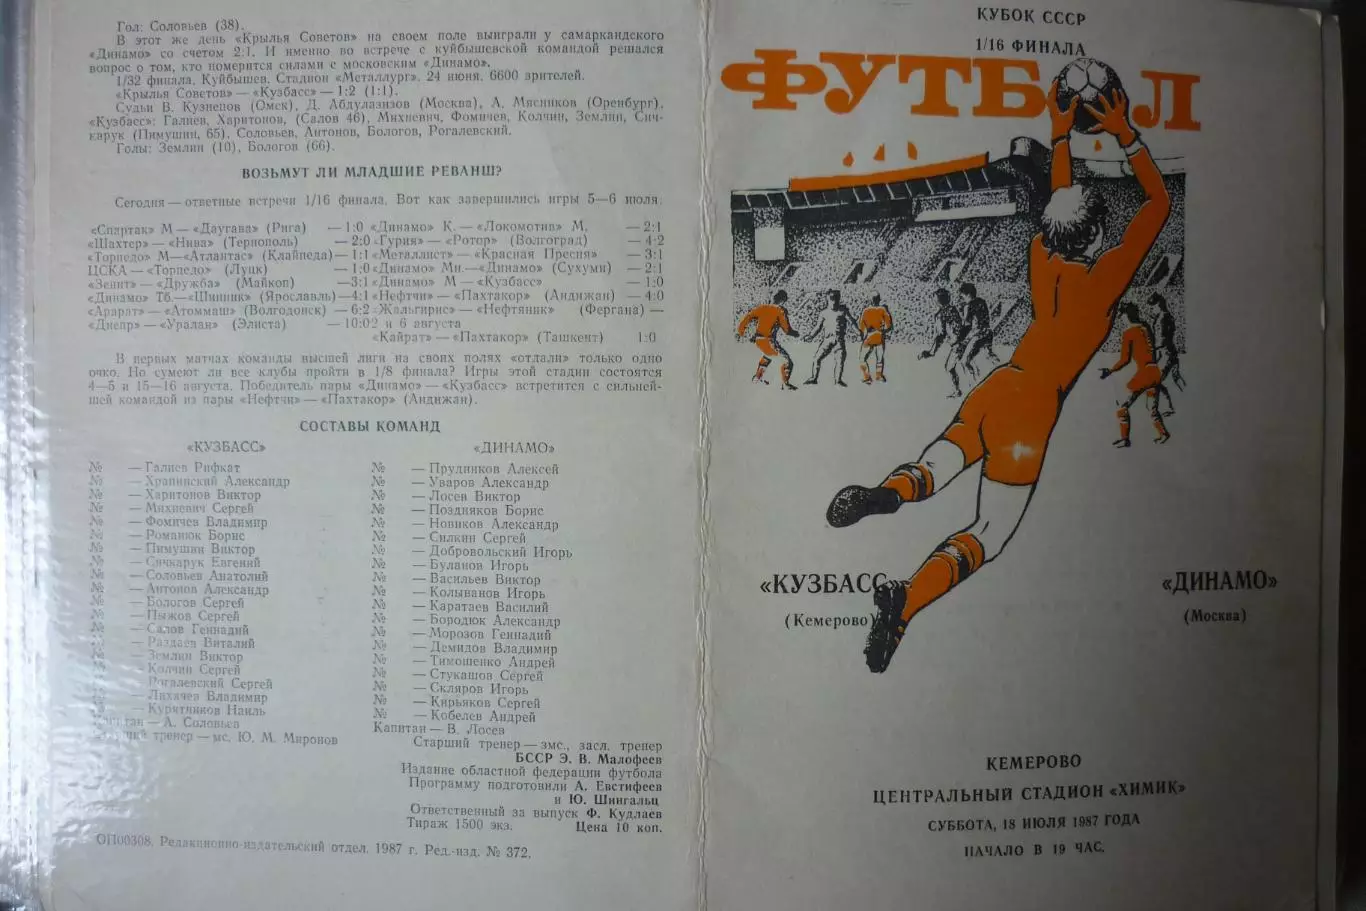 Гол: Соловьев (38).
В этот же день «Крылья Советов» на своем поле выиграли у самаркандского
«Динамо» со счетом 2:1. И именно во встрече с куйбышевской командой решался
вопрос о том, кто померится силами с московским «Динамо».
1/32 финала. Куйбышев. Стадион «Металлург». 24 июня. 6600 зрителей.
«Крылья Советов» — «Кузбасс» — 1:2 (1:1).
Судьи В. Кузнецов (Омск), Д. Абдулазизов (Москва), А. Мясников (Оренбург).
«Кузбасс»: Галиев, Харитонов, (Салов 46), Михневич, Фомичев, Колчин, Землин, Сич-
карук (Пимушин, 65). Соловьев, Антонов, Бологов, Рогалевский.
Голы: Землин (10), Бологов (66).
ВОЗЬМУТ ЛИ МЛАДШИЕ РЕВАНШ?
Сегодня — ответные встречи 1/16 финала. Вот как завершились игры 5—6 июля:
«Спартак» М — «Даугава» (Рига) — 1:0 «Динамо» К. — «Локомотив» М. — 2:1
«Шахтер» — «Нива» (Тернополь) — 2:0 «Гурия» — «Ротор» (Волгоград) — 4:2
«Торпедо» М — «Атлантас» (Клайпеда) — 1:1 «Металлист» — «Красная Пресня» — 3:1
ЦСКА — «Торпедо» (Луцк) — 1:0 «Динамо» Мн. — «Динамо» (Сухуми) — 2:1
«Зенит» — «Дружба» (Майкоп) — 3:1 «Динамо» М — «Кузбасс» — 1:0
«Динамо» Тб. — «Шинник» (Ярославль) — 4:1 «Нефтчи» — «Пахтакор» (Андижан) — 4:0
«Арарат» — «Атоммаш» (Волгодонск) — 6:2 «Жальгирис» — «Нефтяник» (Фергана) —
«Днепр» — «Уралан» (Элиста) — 10:0 2 и 6 августа
«Кайрат» — «Пахтакор» (Ташкент) 1:0
В первых матчах команды высшей лиги на своих полях «отдали» только одно
очко. Но сумеют ли все клубы пройти в 1/8 финала? Игры этой стадии состоятся
4—5 и 15—16 августа. Победитель пары «Динамо» — «Кузбасс» встретится с сильней-
шей командой из пары «Нефтчи» — «Пахтакор» (Андижан).
СОСТАВЫ КОМАНД
«КУЗБАСС»
№ — Галиев Рифкат
№ — Храпинский Александр
№ — Харитонов Виктор
№ — Михневич Сергей
№ — Фомичев Владимир
№ — Романюк Борис
№ — Пимушин Виктор
№ — Сичкарук Евгений
№ — Соловьев Анатолий
№ — Антонов Александр
№ — Бологов Сергей
№ — Пыжов Сергей
№ — Салов Геннадий
№ — Раздаев Виталий
№ — Землин Виктор
№ — Колчин Сергей
№ — Рогалевский Сергей
№ — Лихачев Владимир
№ — Курятников Наиль
Капитан — А. Соловьев
Старший тренер — мс. Ю. М. Миронов
«ДИНАМО»
№ — Прудников Алексей
№ — Уваров Александр
№ — Лосев Виктор
№ — Поздняков Борис
№ — Новиков Александр
№ — Силкин Сергей
№ — Добровольский Игорь
№ — Буланов Игорь
№ — Васильев Виктор
№ — Колыванов Игорь
№ — Каратаев Василий
№ — Бородюк Александр
№ — Морозов Геннадий
№ — Демидов Владимир
№ — Тимошенко Андрей
№ — Стукашов Сергей
№ — Скляров Игорь
№ — Кирьяков Сергей
№ — Кобелев Андрей
Капитан — В. Лосев
Старший тренер — змс., засл. тренер
БССР Э. В. Малофеев
Издание областной федерации футбола
Программу подготовили А. Евстифеев
и Ю. Шингальц
Ответственный за выпуск Ф. Кудлаев
Тираж 1500 экз. Цена 10 коп.
ОП00308. Редакционно-издательский отдел. 1987 г. Ред.-изд. № 372.
КУБОК СССР
1/16 ФИНАЛА
ФУТБОЛ
«КУЗБАСС»
(Кемерово)
«ДИНАМО»
(Москва)
КЕМЕРОВО
ЦЕНТРАЛЬНЫЙ СТАДИОН «ХИМИК»
СУББОТА, 18 ИЮЛЯ 1987 ГОДА
НАЧАЛО В 19 ЧАС.